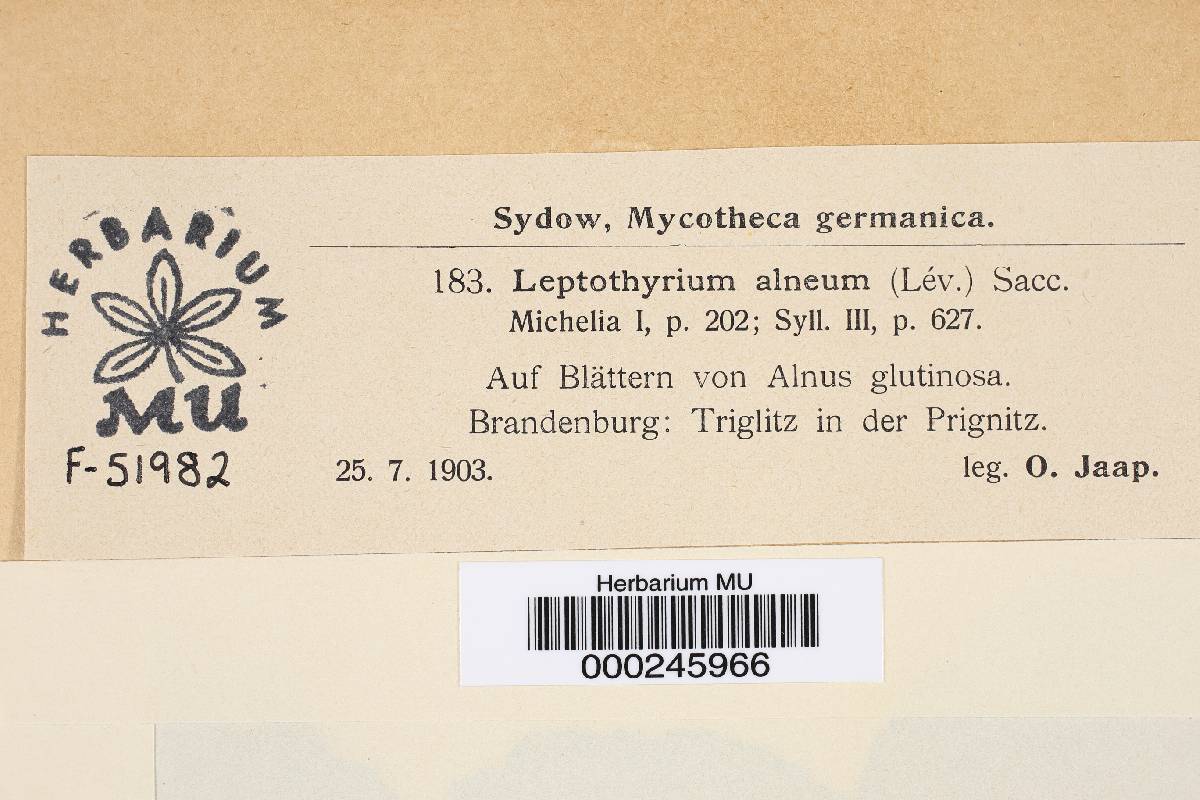 Sydow, Mycotheca germanica.
183. Leptothyrium alneum (Lév.) Sacc.
Michelia I, p. 202; Syll. III, p. 627.
Auf Blättern von Alnus glutinosa.
Brandenburg: Triglitz in der Prignitz.
25. 7. 1903. leg. O. Jaap.
HERBARIUM
MU
F-51982
Herbarium MU
000245966